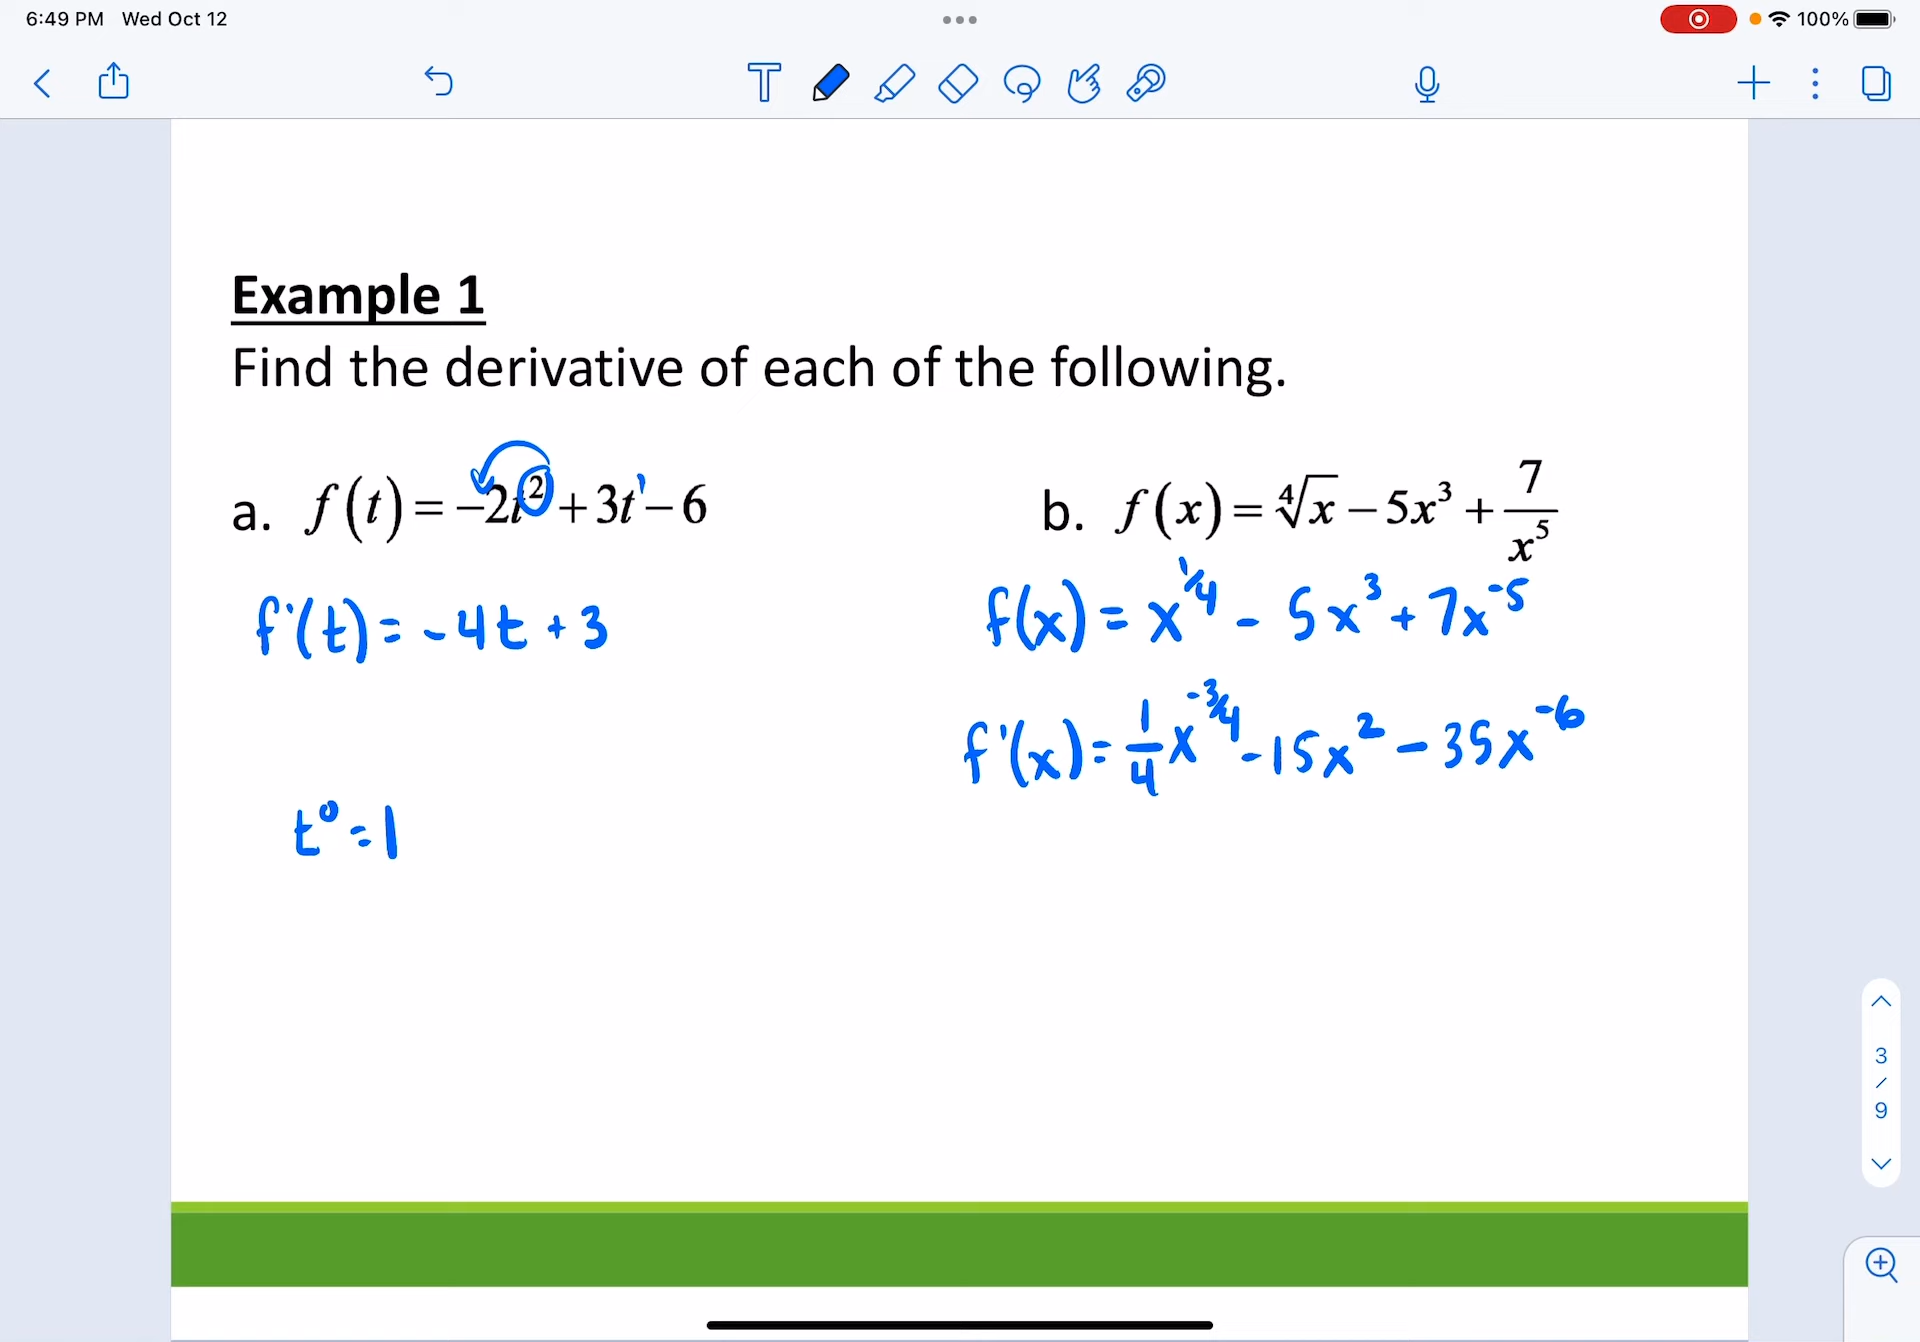 6:49 PM Wed Oct 12
100%
Example 1
Find the derivative of each of the following.
a. f(t) = −2t² + 3t¹ − 6
b. f(x) = ⁴√x − 5x³ + 7/x⁵
f'(t) = -4t + 3
f(x) = x^1/4 - 5x³ + 7x⁻⁵
f'(x) = 1/4 x^-3/4 - 15x² - 35x⁻⁶
t⁰ = 1
3
/
9